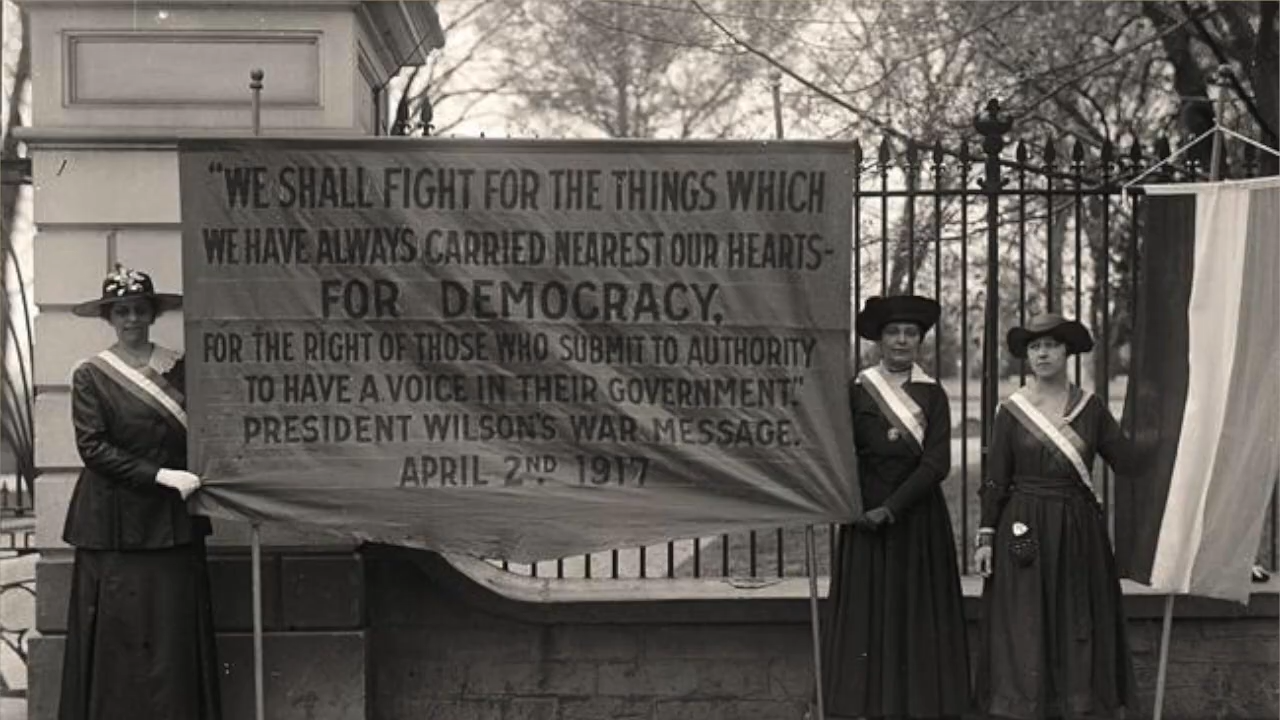 "WE SHALL FIGHT FOR THE THINGS WHICH
WE HAVE ALWAYS CARRIED NEAREST OUR HEARTS-
FOR DEMOCRACY,
FOR THE RIGHT OF THOSE WHO SUBMIT TO AUTHORITY
TO HAVE A VOICE IN THEIR GOVERNMENT."
PRESIDENT WILSON'S WAR MESSAGE.
APRIL 2ND 1917